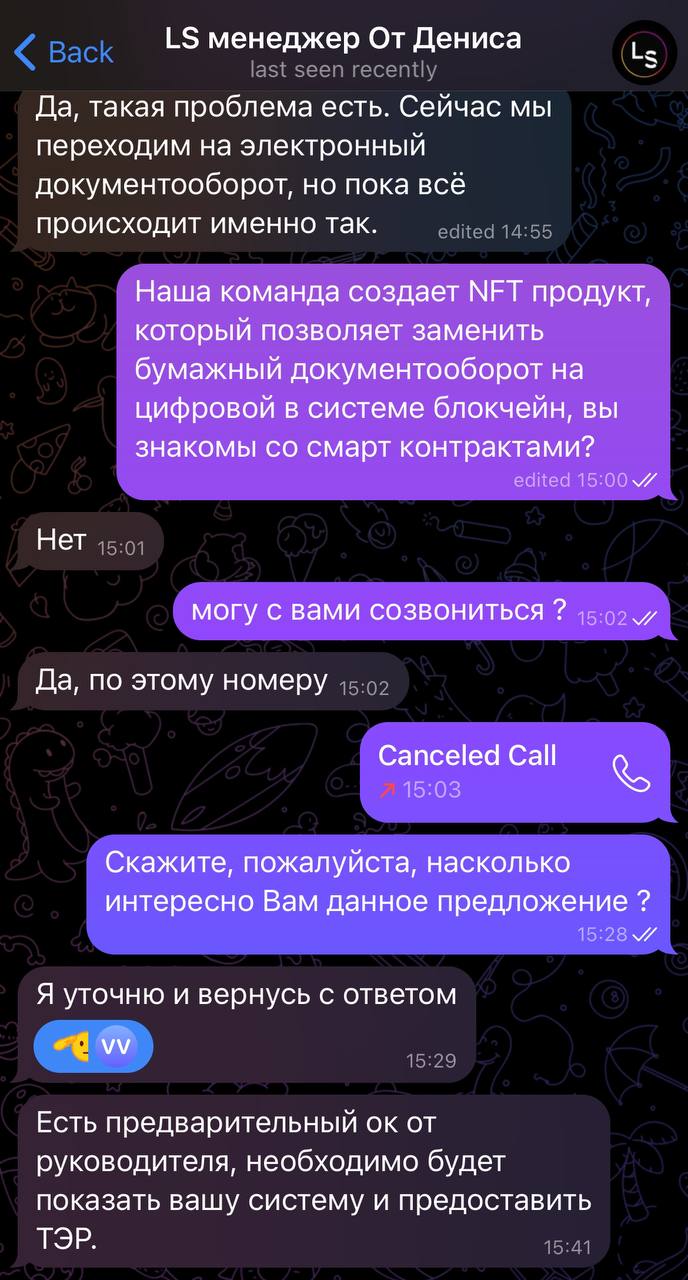 Back
LS менеджер От Дениса
last seen recently
LS
Да, такая проблема есть. Сейчас мы
переходим на электронный
документооборот, но пока всё
происходит именно так.
edited 14:55
Наша команда создает NFT продукт,
который позволяет заменить
бумажный документооборот на
цифровой в системе блокчейн, вы
знакомы со смарт контрактами?
edited 15:00
Нет 15:01
могу с вами созвониться ? 15:02
Да, по этому номеру 15:02
Canceled Call
15:03
Скажите, пожалуйста, насколько
интересно Вам данное предложение ?
15:28
Я уточню и вернусь с ответом
VV
15:29
Есть предварительный ок от
руководителя, необходимо будет
показать вашу систему и предоставить
ТЭР.
15:41